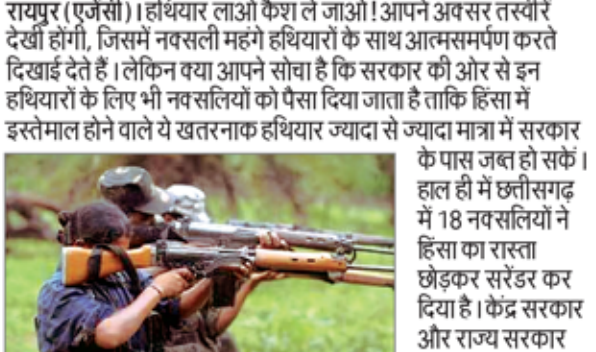 रायपुर (एजेंसी)। हथियार लाओ कैश ले जाओ! आपने अक्सर तस्वीरें
देखी होंगी, जिसमें नक्सली महंगे हथियारों के साथ आत्मसमर्पण करते
दिखाई देते हैं। लेकिन क्या आपने सोचा है कि सरकार की ओर से इन
हथियारों के लिए भी नक्सलियों को पैसा दिया जाता है ताकि हिंसा में
इस्तेमाल होने वाले ये खतरनाक हथियार ज्यादा से ज्यादा मात्रा में सरकार
के पास जब्त हो सकें।
हाल ही में छत्तीसगढ़
में 18 नक्सलियों ने
हिंसा का रास्ता
छोड़कर सरेंडर कर
दिया है। केंद्र सरकार
और राज्य सरकार